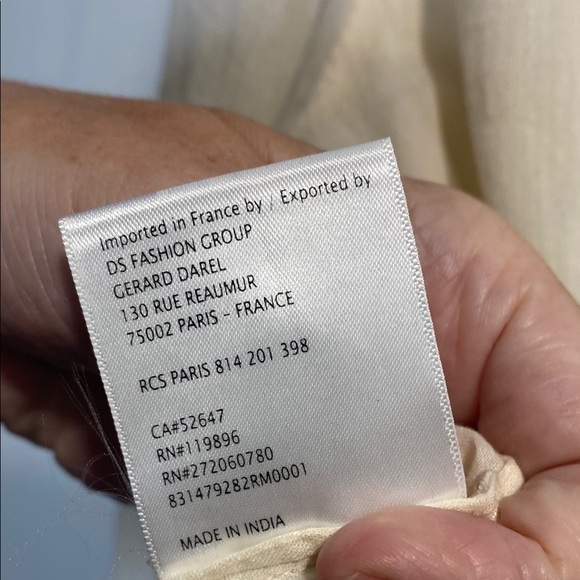 Imported in France by / Exported by
DS FASHION GROUP
GERARD DAREL
130 RUE REAUMUR
75002 PARIS - FRANCE
RCS PARIS 814 201 398
CA#52647
RN#119896
RN#272060780
831479282RM0001
MADE IN INDIA